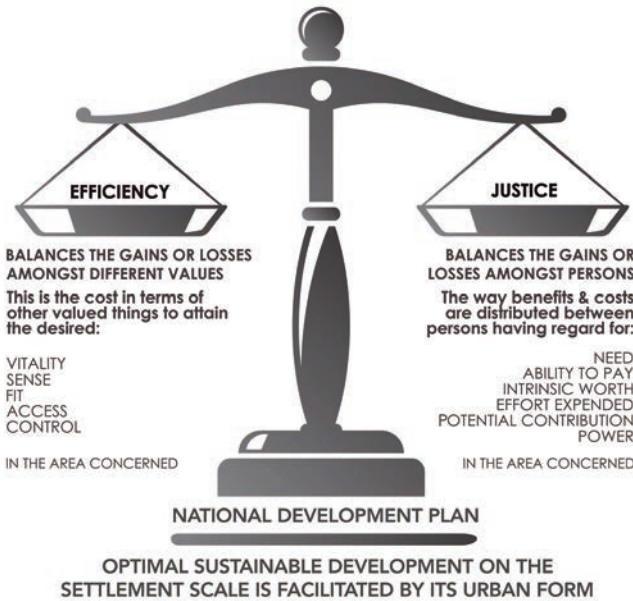 EFFICIENCY
BALANCES THE GAINS OR LOSSES
AMONGST DIFFERENT VALUES
This is the cost in terms of
other valued things to attain
the desired:
VITALITY
SENSE
FIT
ACCESS
CONTROL
IN THE AREA CONCERNED
JUSTICE
BALANCES THE GAINS OR
LOSSES AMONGST PERSONS
The way benefits & costs
are distributed between
persons having regard for:
NEED
ABILITY TO PAY
INTRINSIC WORTH
EFFORT EXPENDED
POTENTIAL CONTRIBUTION
POWER
IN THE AREA CONCERNED
NATIONAL DEVELOPMENT PLAN
OPTIMAL SUSTAINABLE DEVELOPMENT ON THE
SETTLEMENT SCALE IS FACILITATED BY ITS URBAN FORM